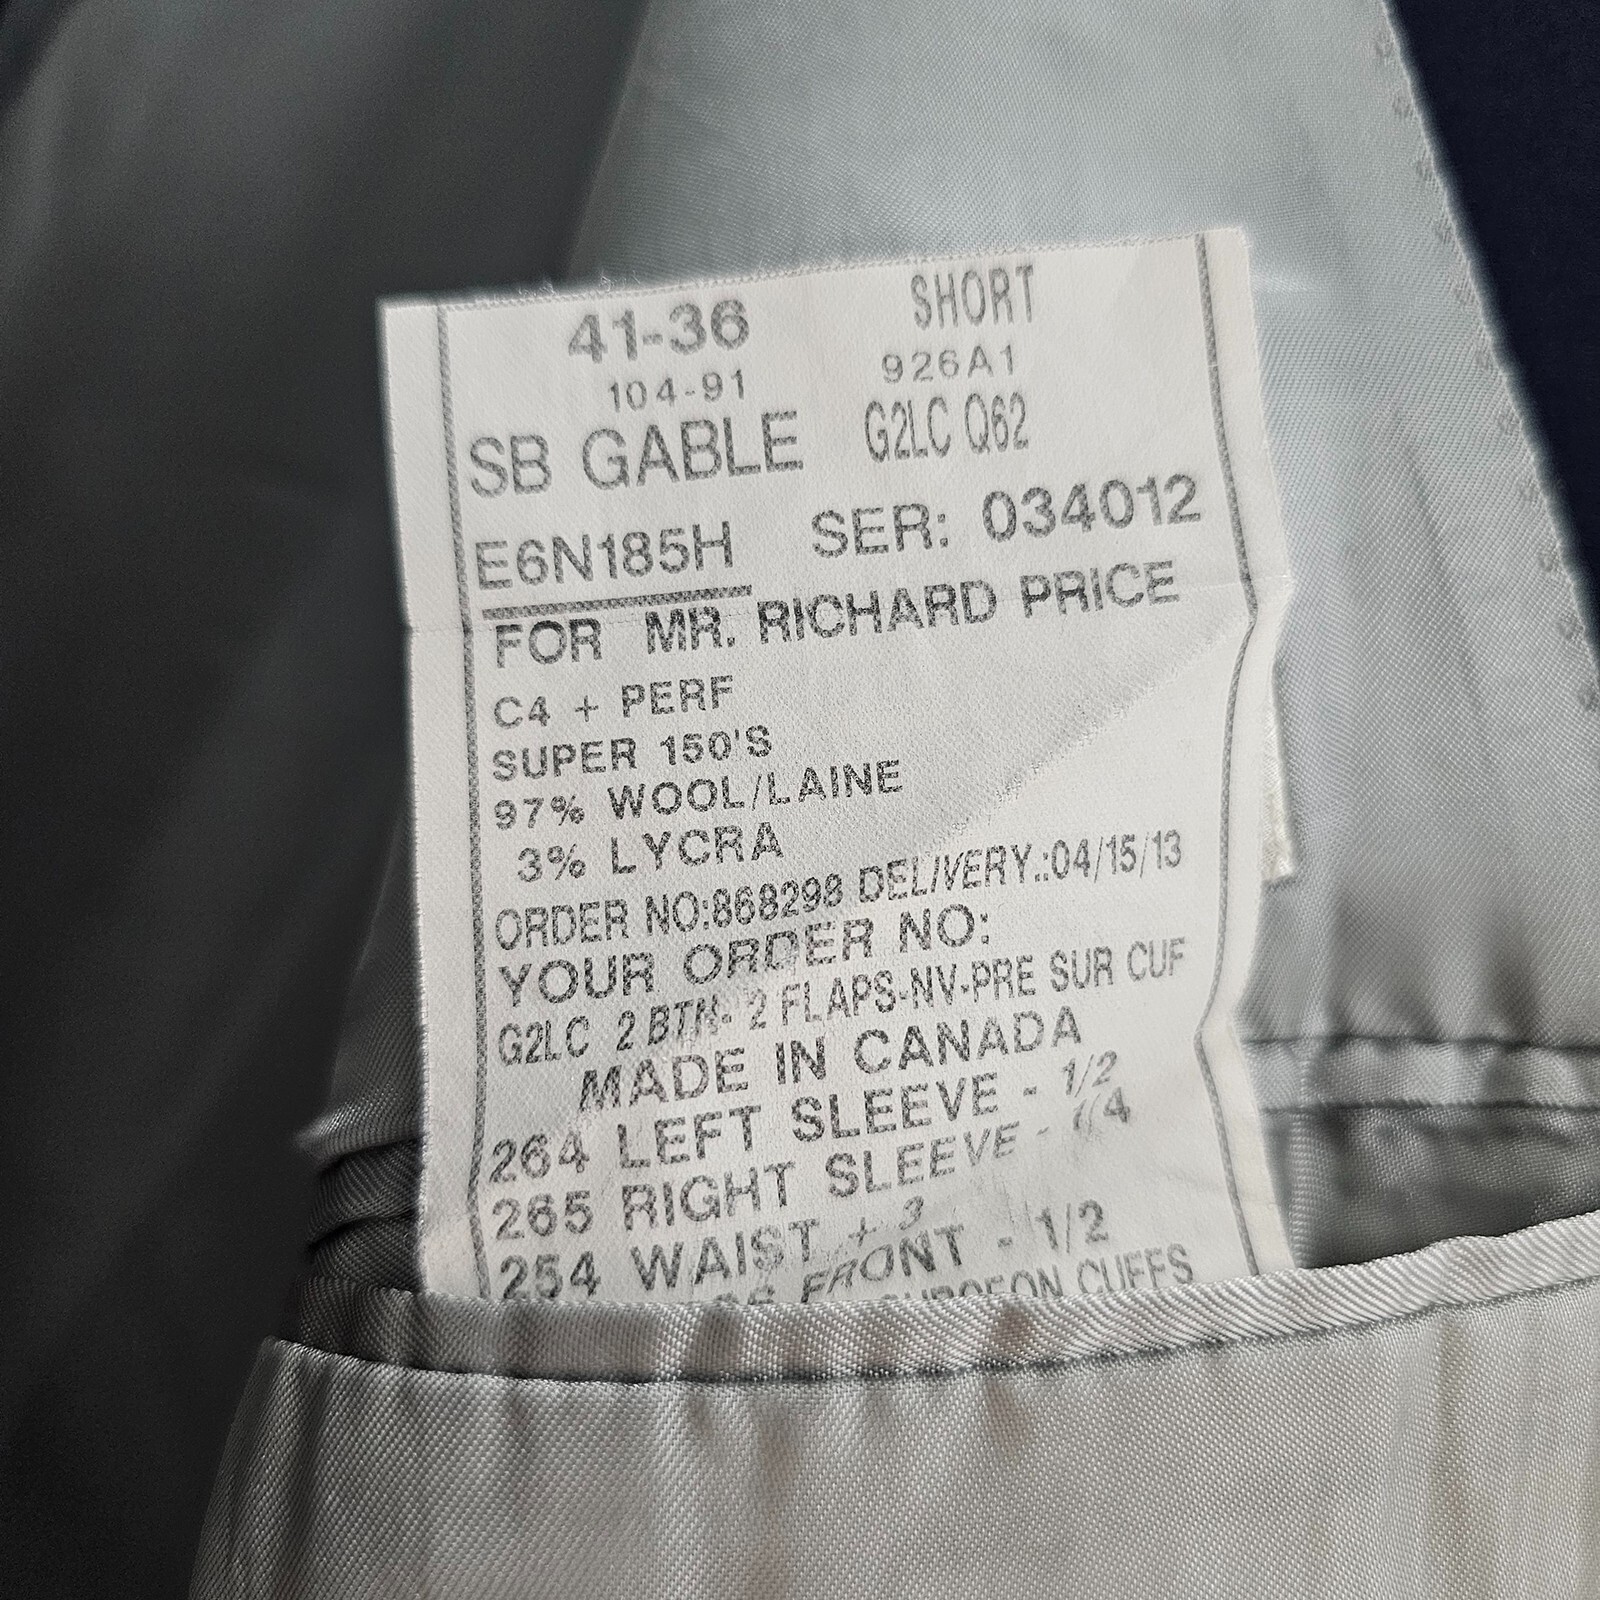 41-36 SHORT
104-91 926A1
SB GABLE G2LC Q62
E6N185H SER: 034012
FOR MR. RICHARD PRICE
C4 + PERF
SUPER 150'S
97% WOOL/LAINE
3% LYCRA
ORDER NO:868298 DELIVERY.:04/15/13
YOUR ORDER NO:
G2LC 2 BTN- 2 FLAPS-NV-PRE SUR CUF
MADE IN CANADA
264 LEFT SLEEVE - 1/2
265 RIGHT SLEEVE - 1/4
254 WAIST + 3
FRONT - 1/2
SURGEON CUFFS